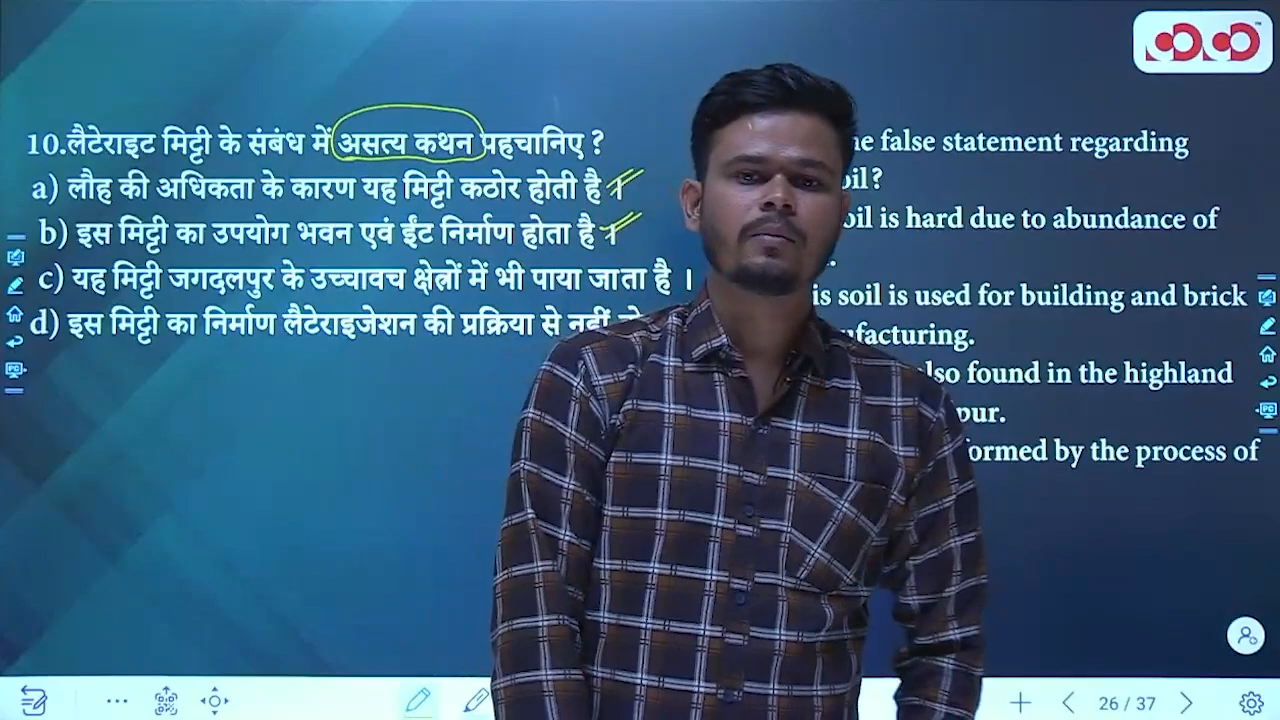 10.लैटेराइट मिट्टी के संबंध में असत्य कथन पहचानिए ?
a) लौह की अधिकता के कारण यह मिट्टी कठोर होती है ।
b) इस मिट्टी का उपयोग भवन एवं ईंट निर्माण होता है ।
c) यह मिट्टी जगदलपुर के उच्चावच क्षेत्रों में भी पाया जाता है ।
d) इस मिट्टी का निर्माण लैटेराइजेशन की प्रक्रिया से नहीं
false statement regarding
oil?
oil is hard due to abundance of
is soil is used for building and brick
ufacturing.
lso found in the highland
pur.
formed by the process of
26 / 37